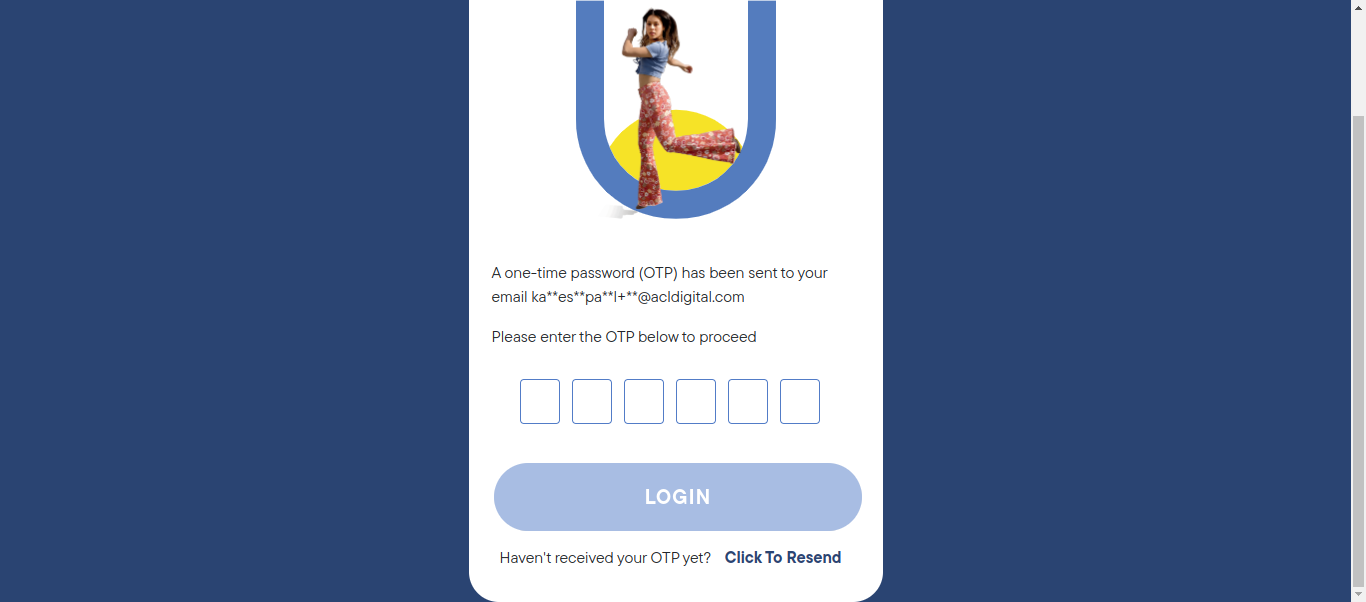 A one-time password (OTP) has been sent to your
email ka**es**pa**l+**@acldigital.com
Please enter the OTP below to proceed
LOGIN
Haven't received your OTP yet? Click To Resend